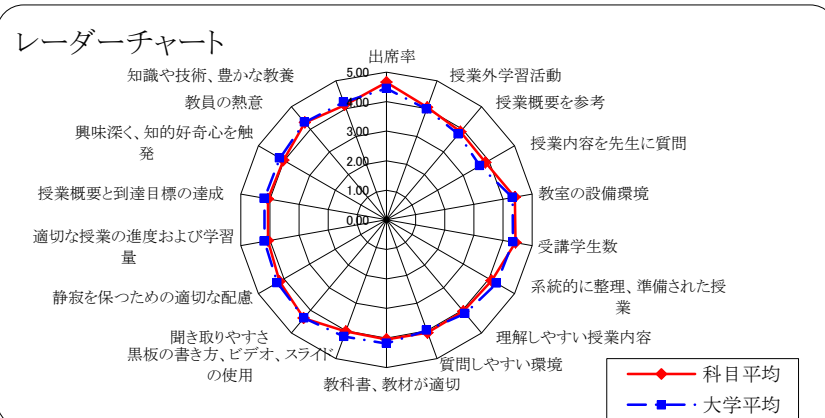 レーダーチャート
出席率
授業外学習活動
授業概要を参考
授業内容を先生に質問
教室の設備環境
受講学生数
系統的に整理、準備された授
業
理解しやすい授業内容
質問しやすい環境
教科書、教材が適切
黒板の書き方、ビデオ、スライド
の使用
聞き取りやすさ
静寂を保つための適切な配慮
適切な授業の進度および学習
量
授業概要と到達目標の達成
興味深く、知的好奇心を触
発
教員の熱意
知識や技術、豊かな教養
5.00
4.00
3.00
2.00
1.00
0.00
科目平均
大学平均